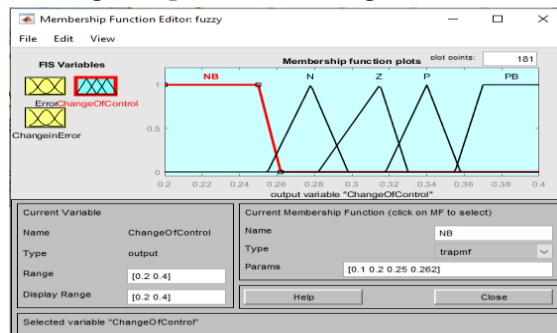 Membership Function Editor: fuzzy
File Edit View
FIS Variables
Membership function plots plot points: 181
NB N Z P PB
1
0.5
0
ErrorChangeOfControl
ChangeinError
0.2 0.22 0.24 0.26 0.28 0.3 0.32 0.34 0.36 0.38 0.4
output variable "ChangeOfControl"
Current Variable
Name ChangeOfControl
Type output
Range [0.2 0.4]
Display Range [0.2 0.4]
Current Membership Function (click on MF to select)
Name NB
Type trapmf
Params [0.1 0.2 0.25 0.262]
Help Close
Selected variable "ChangeOfControl"